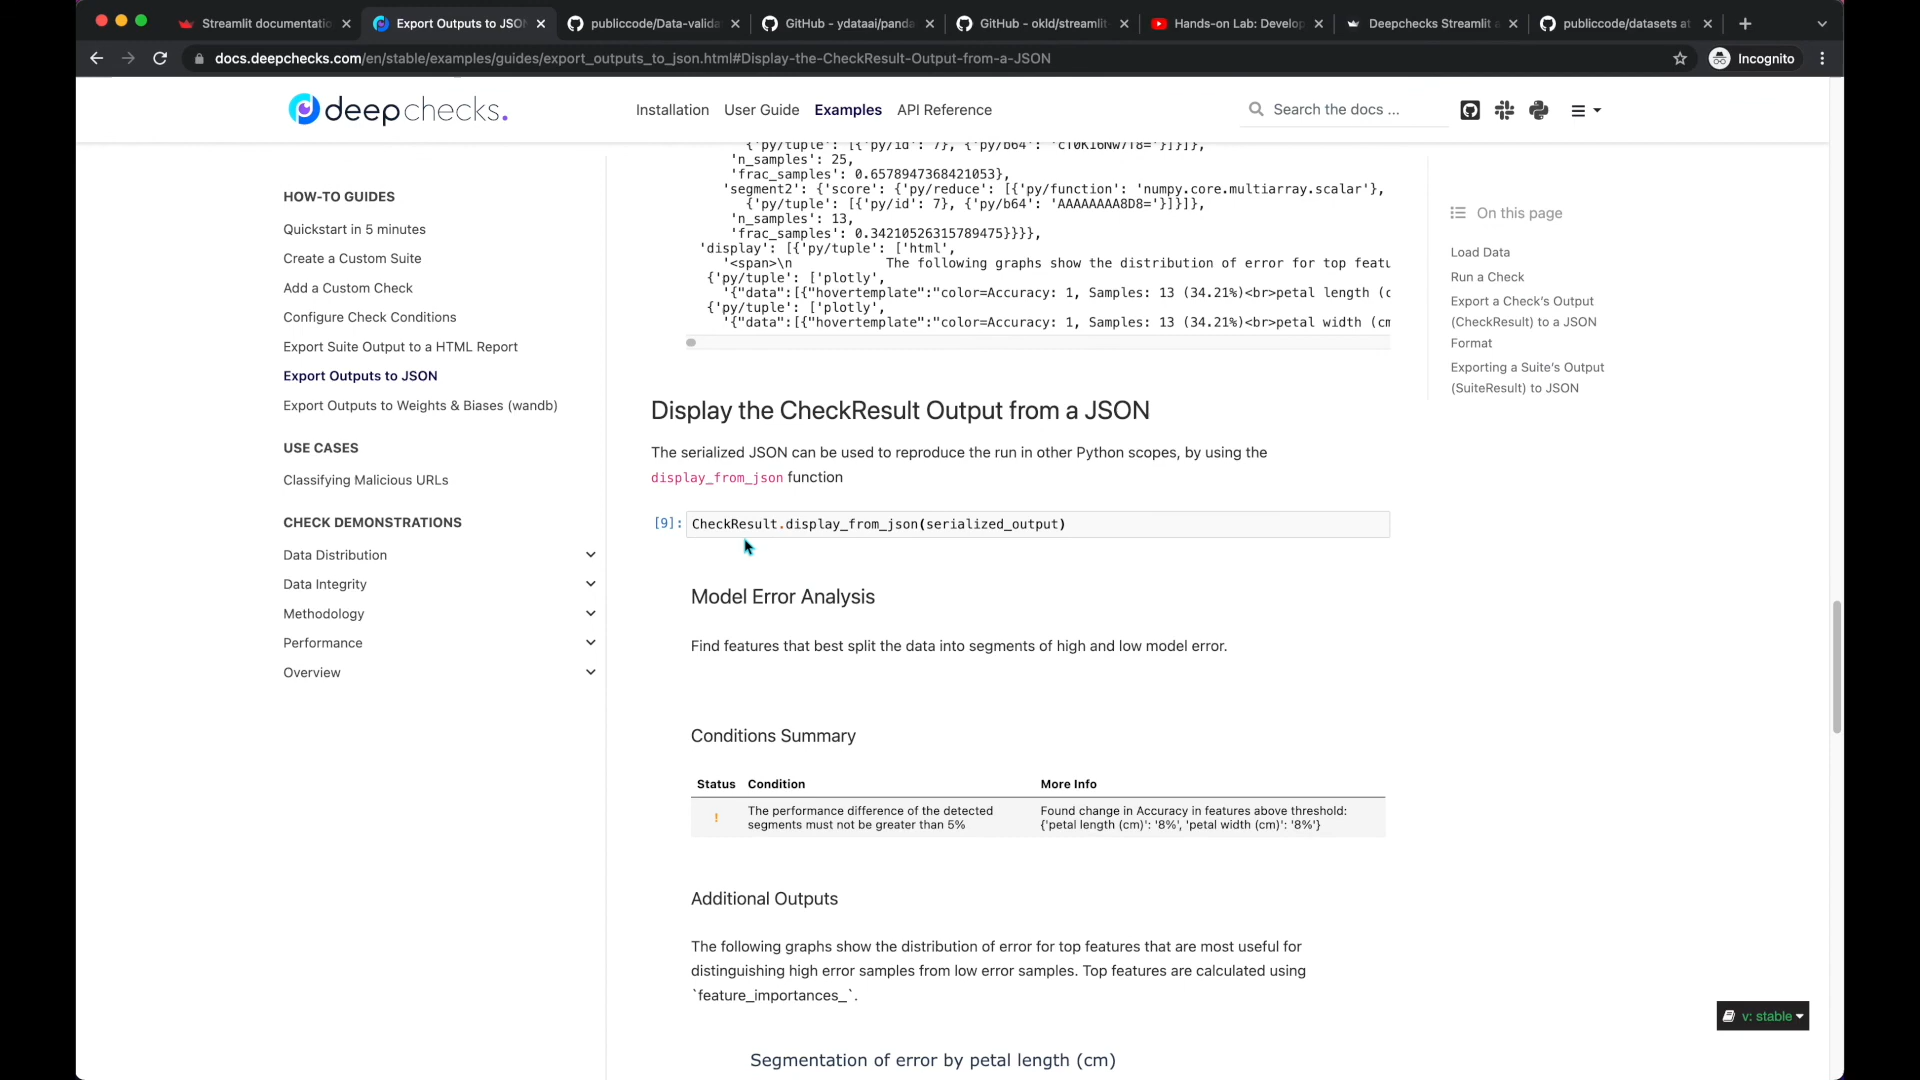 Streamlit documentatio
Export Outputs to JSON
publiccode/Data-valida
GitHub - ydataai/panda
GitHub - okld/streamlit-
Hands-on Lab: Develop
Deepchecks Streamlit a
publiccode/datasets at
docs.deepchecks.com/en/stable/examples/guides/export_outputs_to_json.html#Display-the-CheckResult-Output-from-a-JSON
Incognito
deepchecks.
Installation User Guide Examples API Reference
Search the docs ...
HOW-TO GUIDES
Quickstart in 5 minutes
Create a Custom Suite
Add a Custom Check
Configure Check Conditions
Export Suite Output to a HTML Report
Export Outputs to JSON
Export Outputs to Weights & Biases (wandb)
USE CASES
Classifying Malicious URLs
CHECK DEMONSTRATIONS
Data Distribution
Data Integrity
Methodology
Performance
Overview
{'py/tuple': [{'py/id': 7}, {'py/b64':
'n_samples': 25,
'frac_samples': 0.6578947368421053},
'segment2': {'score': {'py/reduce': [{'py/function': 'numpy.core.multiarray.scalar'},
{'py/tuple': [{'py/id': 7}, {'py/b64': 'AAAAAAAA8D8='}]}]},
'n_samples': 13,
'frac_samples': 0.34210526315789475}}}},
'display': [{'py/tuple': ['html',
'<span>\n The following graphs show the distribution of error for top featu
{'py/tuple': ['plotly',
'{"data":[{"hovertemplate":"color=Accuracy: 1, Samples: 13 (34.21%)<br>petal length (c
{'py/tuple': ['plotly',
'{"data":[{"hovertemplate":"color=Accuracy: 1, Samples: 13 (34.21%)<br>petal width (cm
Display the CheckResult Output from a JSON
The serialized JSON can be used to reproduce the run in other Python scopes, by using the
display_from_json function
[9]: CheckResult.display_from_json(serialized_output)
Model Error Analysis
Find features that best split the data into segments of high and low model error.
Conditions Summary
Status Condition More Info
! The performance difference of the detected Found change in Accuracy in features above threshold:
segments must not be greater than 5% {'petal length (cm)': '8%', 'petal width (cm)': '8%'}
Additional Outputs
The following graphs show the distribution of error for top features that are most useful for
distinguishing high error samples from low error samples. Top features are calculated using
`feature_importances_`.
Segmentation of error by petal length (cm)
On this page
Load Data
Run a Check
Export a Check's Output
(CheckResult) to a JSON
Format
Exporting a Suite's Output
(SuiteResult) to JSON
v: stable